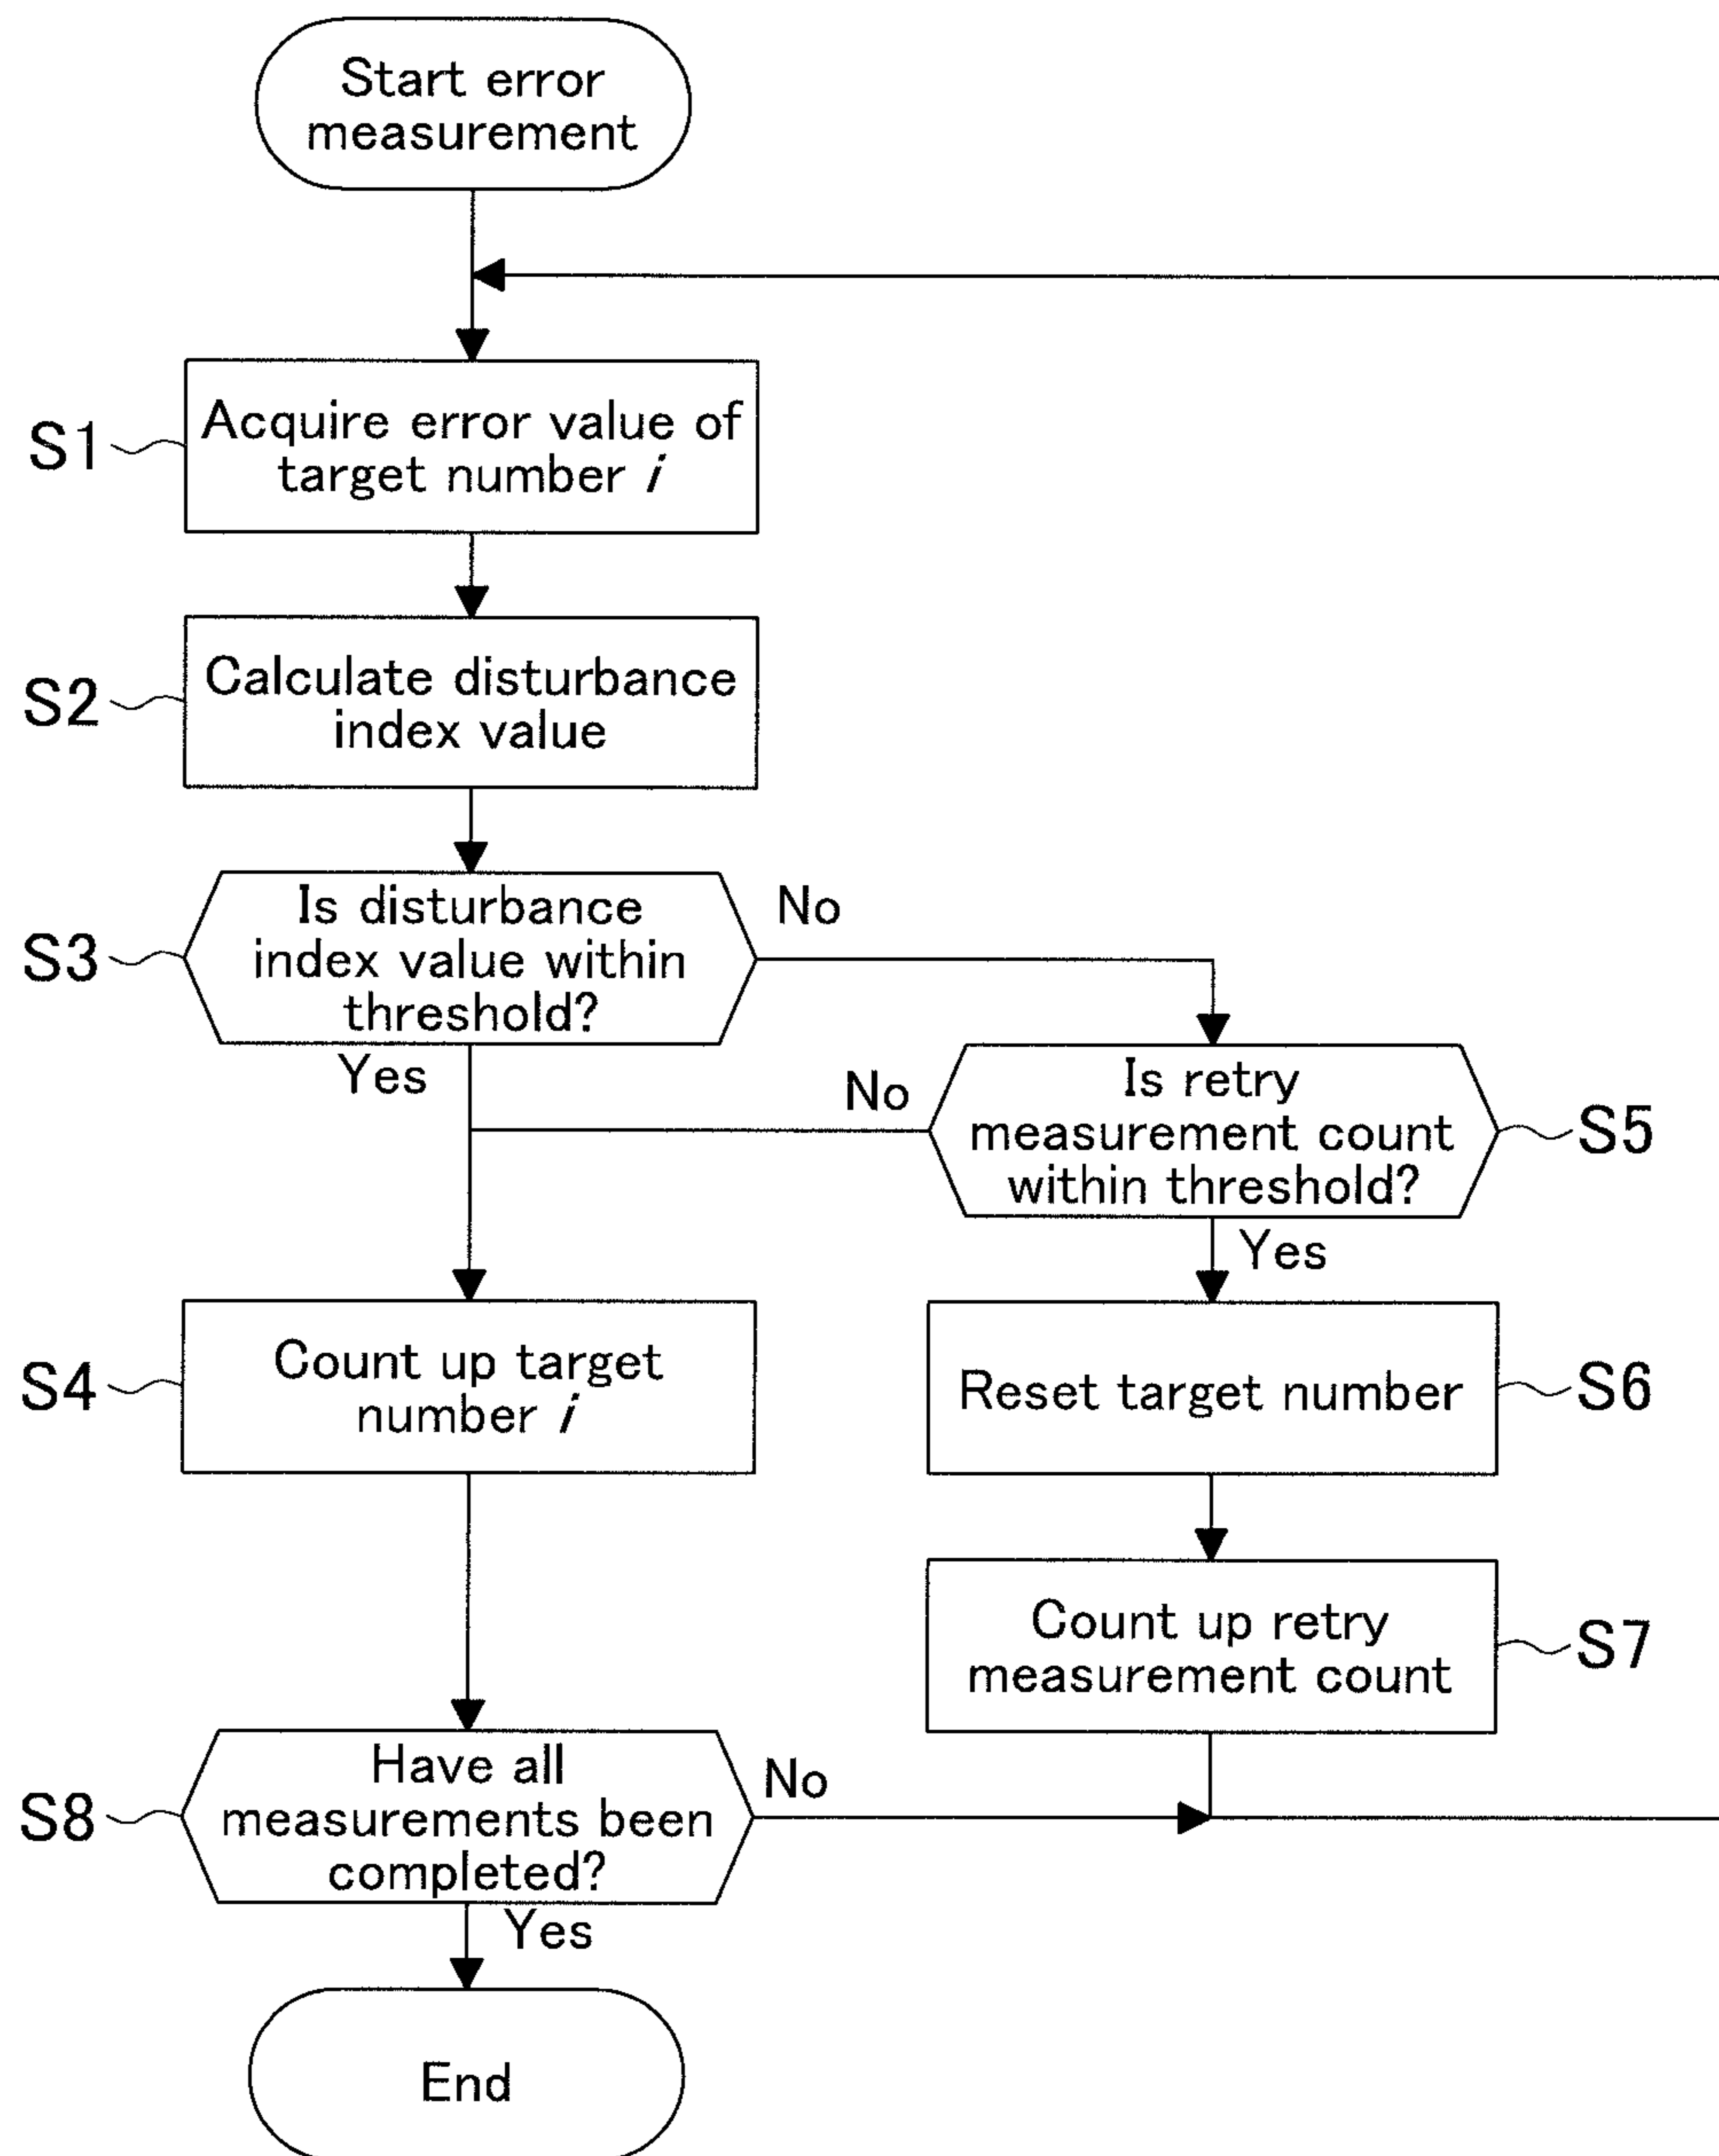 Start error
measurement
S1
Acquire error value of
target number i
S2
Calculate disturbance
index value
S3
Is disturbance
index value within
threshold?
No
Yes
No
Is retry
measurement count
within threshold?
S5
Yes
S4
Count up target
number i
Reset target number
S6
Count up retry
measurement count
S7
S8
Have all
measurements been
completed?
No
Yes
End